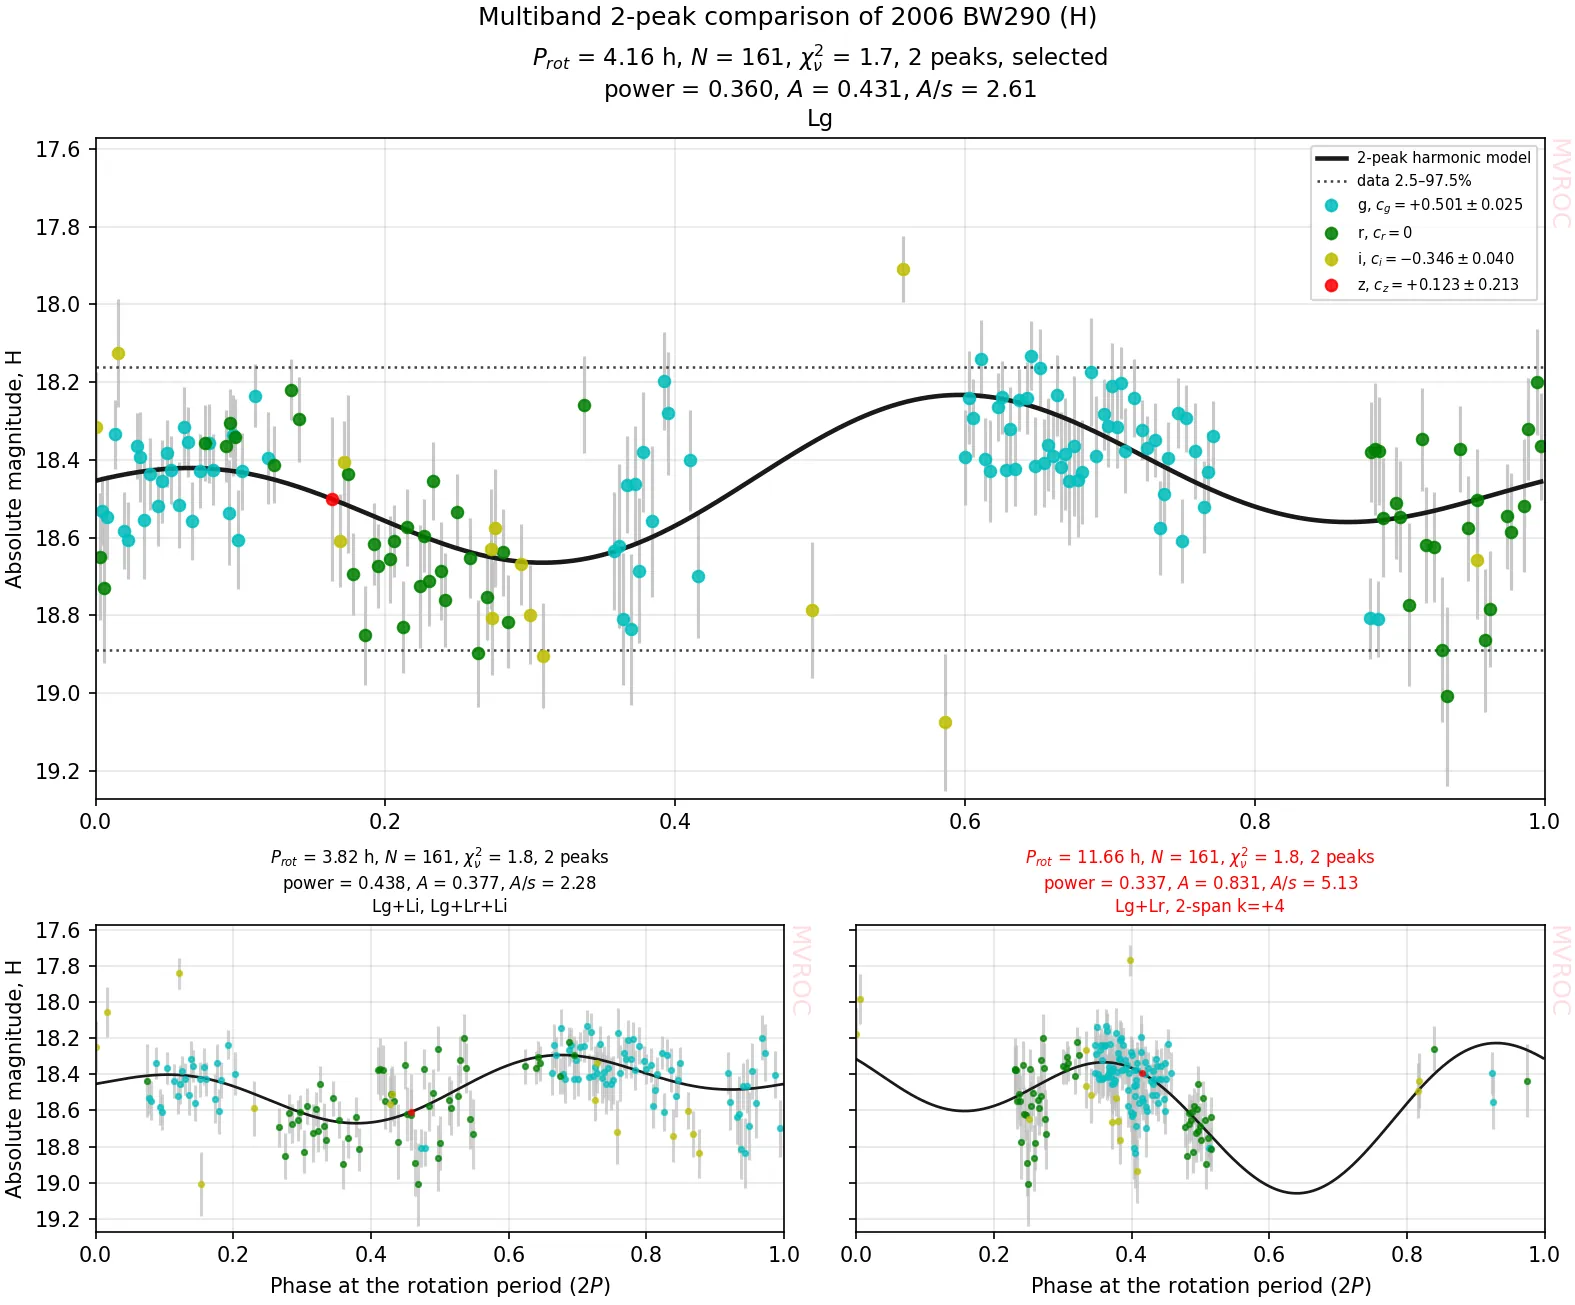 Multiband 2-peak comparison of 2006 BW290 (H)
P_rot = 4.16 h, N = 161, χ²_ν = 1.7, 2 peaks, selected
power = 0.360, A = 0.431, A/s = 2.61
Lg
17.6
17.8
18.0
18.2
18.4
18.6
18.8
19.0
19.2
Absolute magnitude, H
2-peak harmonic model
data 2.5–97.5%
g, c_g = +0.501 ± 0.025
r, c_r = 0
i, c_i = −0.346 ± 0.040
z, c_z = +0.123 ± 0.213
MVROC
0.0 0.2 0.4 0.6 0.8 1.0
P_rot = 3.82 h, N = 161, χ²_ν = 1.8, 2 peaks
power = 0.438, A = 0.377, A/s = 2.28
Lg+Li, Lg+Lr+Li
17.6
17.8
18.0
18.2
18.4
18.6
18.8
19.0
19.2
Absolute magnitude, H
MVROC
0.0 0.2 0.4 0.6 0.8 1.0
Phase at the rotation period (2P)
P_rot = 11.66 h, N = 161, χ²_ν = 1.8, 2 peaks
power = 0.337, A = 0.831, A/s = 5.13
Lg+Lr, 2-span k=+4
MVROC
0.0 0.2 0.4 0.6 0.8 1.0
Phase at the rotation period (2P)